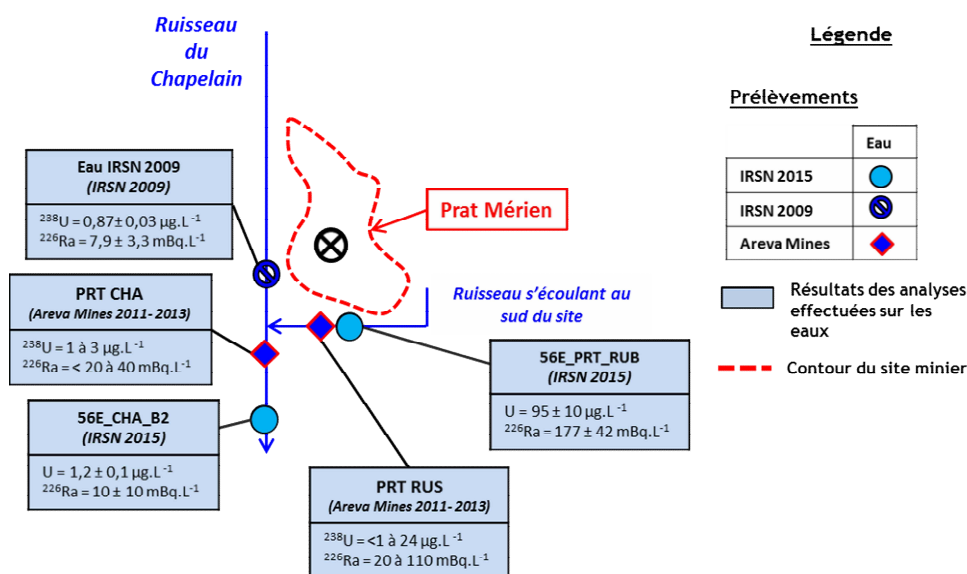 Ruisseau
du
Chapelain
Légende
Prélèvements
Eau
IRSN 2015
IRSN 2009
Areva Mines
Résultats des analyses
effectuées sur les
eaux
Contour du site minier
Eau IRSN 2009
(IRSN 2009)
²³⁸U = 0,87± 0,03 µg.L⁻¹
²²⁶Ra = 7,9 ± 3,3 mBq.L⁻¹
Prat Mérien
PRT CHA
(Areva Mines 2011- 2013)
²³⁸U = 1 à 3 µg.L⁻¹
²²⁶Ra = < 20 à 40 mBq.L⁻¹
Ruisseau s'écoulant au
sud du site
56E_PRT_RUB
(IRSN 2015)
U = 95 ± 10 µg.L⁻¹
²²⁶Ra = 177 ± 42 mBq.L⁻¹
56E_CHA_B2
(IRSN 2015)
U = 1,2 ± 0,1 µg.L⁻¹
²²⁶Ra = 10 ± 10 mBq.L⁻¹
PRT RUS
(Areva Mines 2011- 2013)
²³⁸U = <1 à 24 µg.L⁻¹
²²⁶Ra = 20 à 110 mBq.L⁻¹